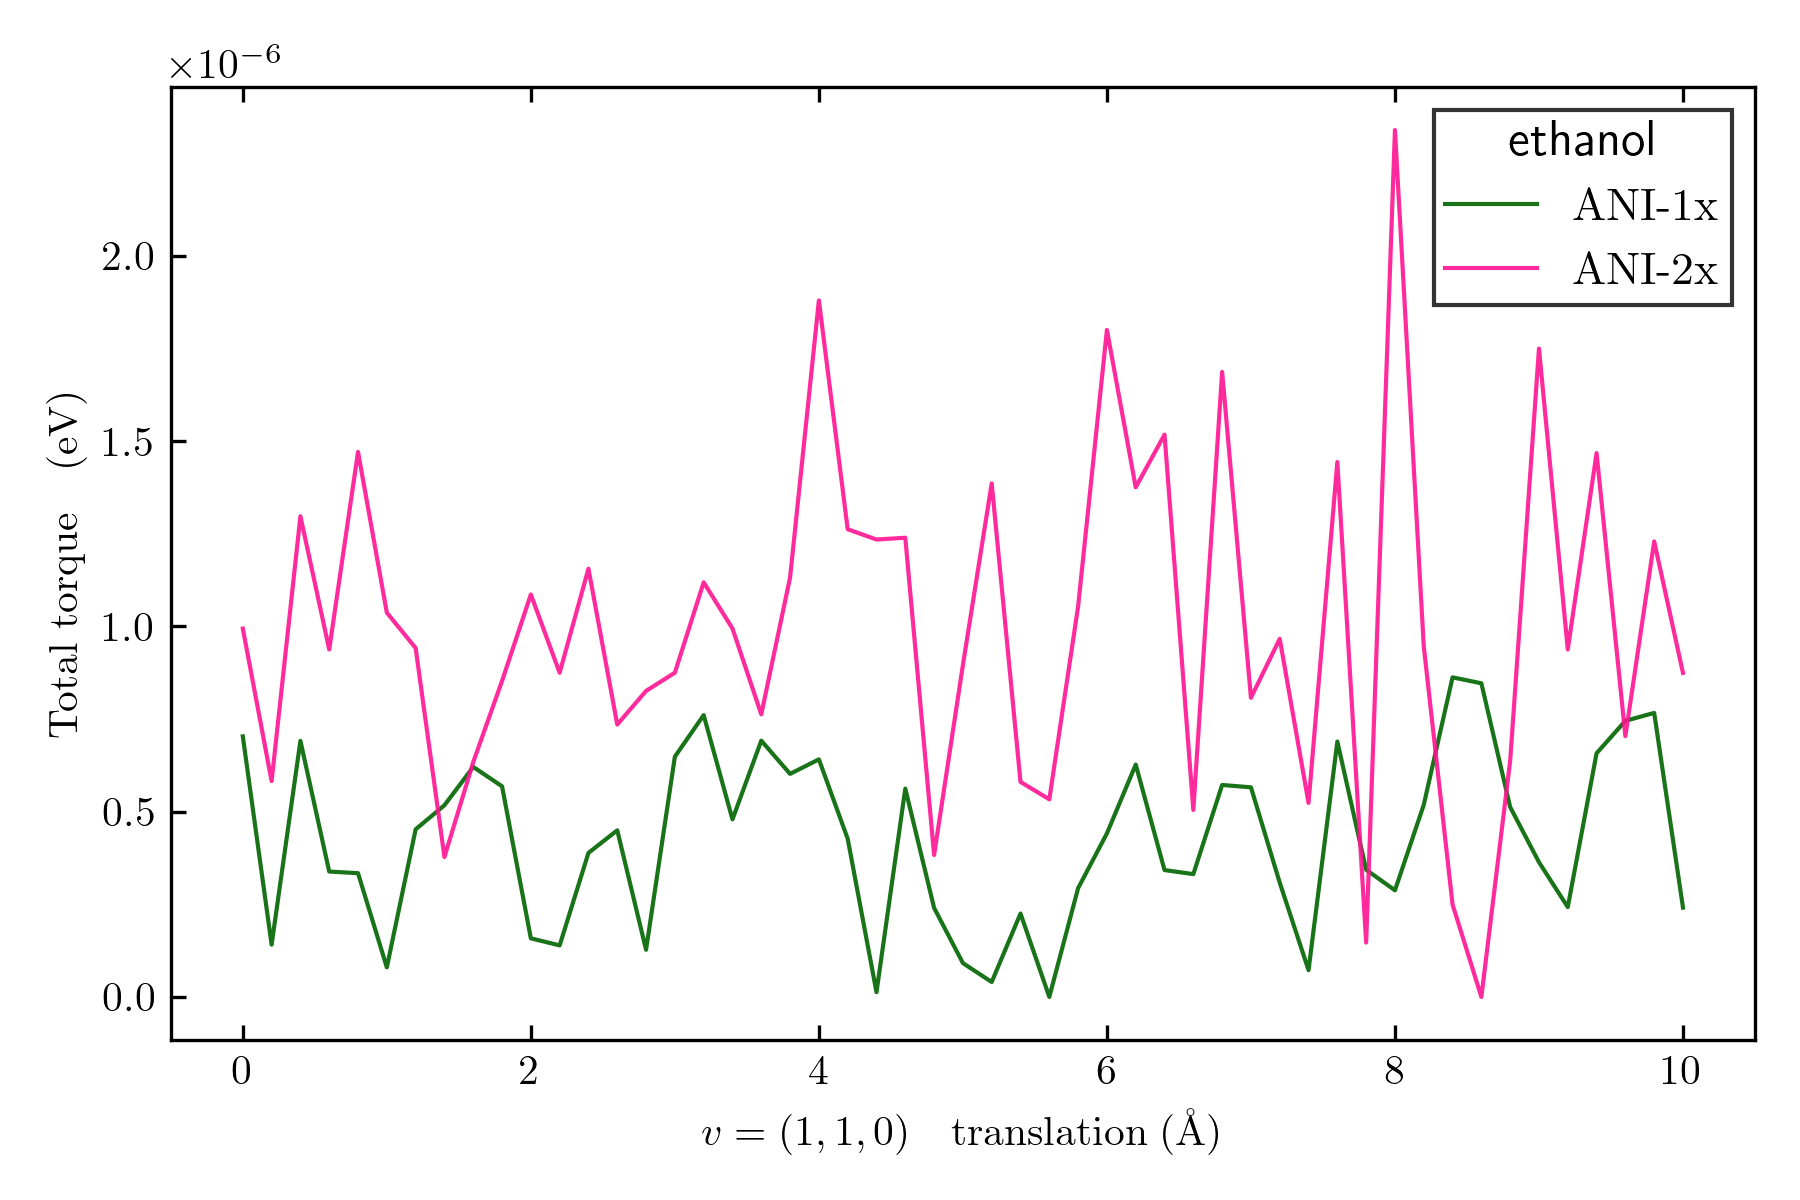 ×10⁻⁶
ethanol
ANI-1x
ANI-2x
Total torque (eV)
2.0
1.5
1.0
0.5
0.0
0 2 4 6 8 10
v = (1, 1, 0) translation (Å)